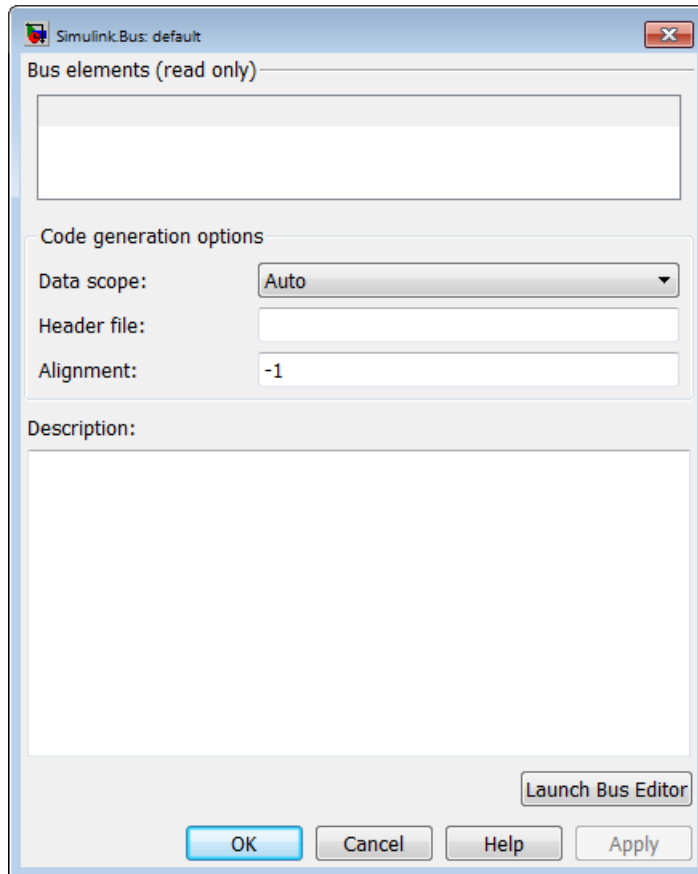 Simulink.Bus: default
Bus elements (read only)
Code generation options
Data scope: Auto
Header file:
Alignment: -1
Description:
Launch Bus Editor
OK Cancel Help Apply